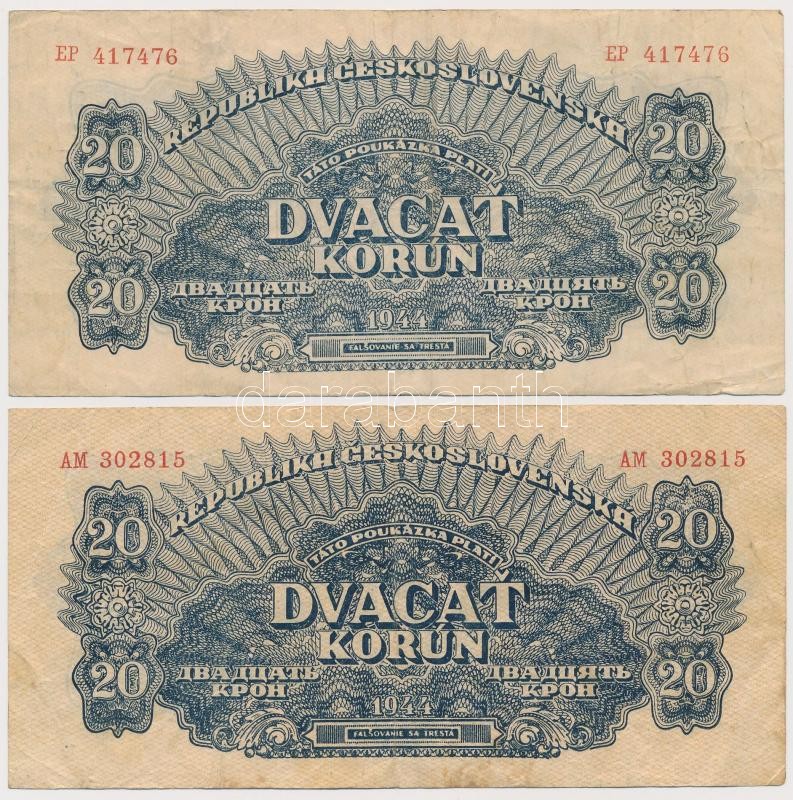 EP 417476 EP 417476
REPUBLIKA ČESKOSLOVENSKÁ
20 20
TÁTO POUKÁZKA PLATÍ
DVACAŤ
KORÚN
20 20
ДВАДЦАТЬ ДВАДЦЯТЬ
КРОН КРОН
1944
FALŠOVANIE SA TRESTÁ
darabanth
AM 302815 AM 302815
REPUBLIKA ČESKOSLOVENSKÁ
20 20
TÁTO POUKÁZKA PLATÍ
DVACAŤ
KORÚN
20 20
ДВАДЦАТЬ ДВАДЦЯТЬ
КРОН КРОН
1944
FALŠOVANIE SA TRESTÁ